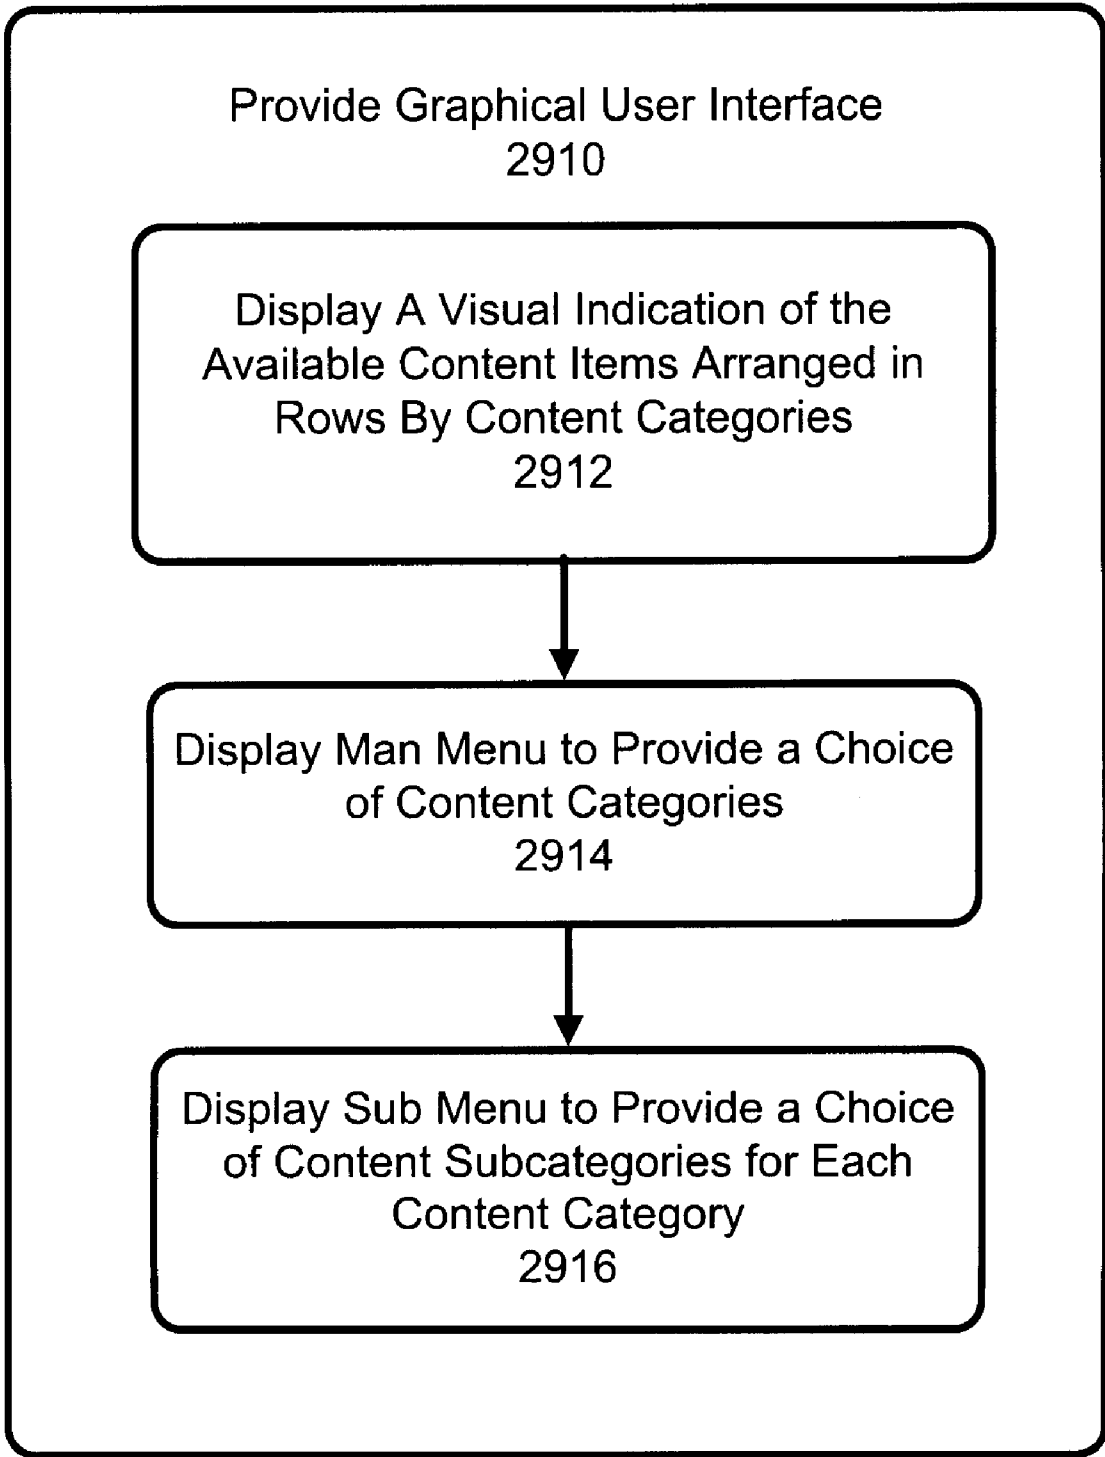 Provide Graphical User Interface
2910
Display A Visual Indication of the
Available Content Items Arranged in
Rows By Content Categories
2912
Display Man Menu to Provide a Choice
of Content Categories
2914
Display Sub Menu to Provide a Choice
of Content Subcategories for Each
Content Category
2916